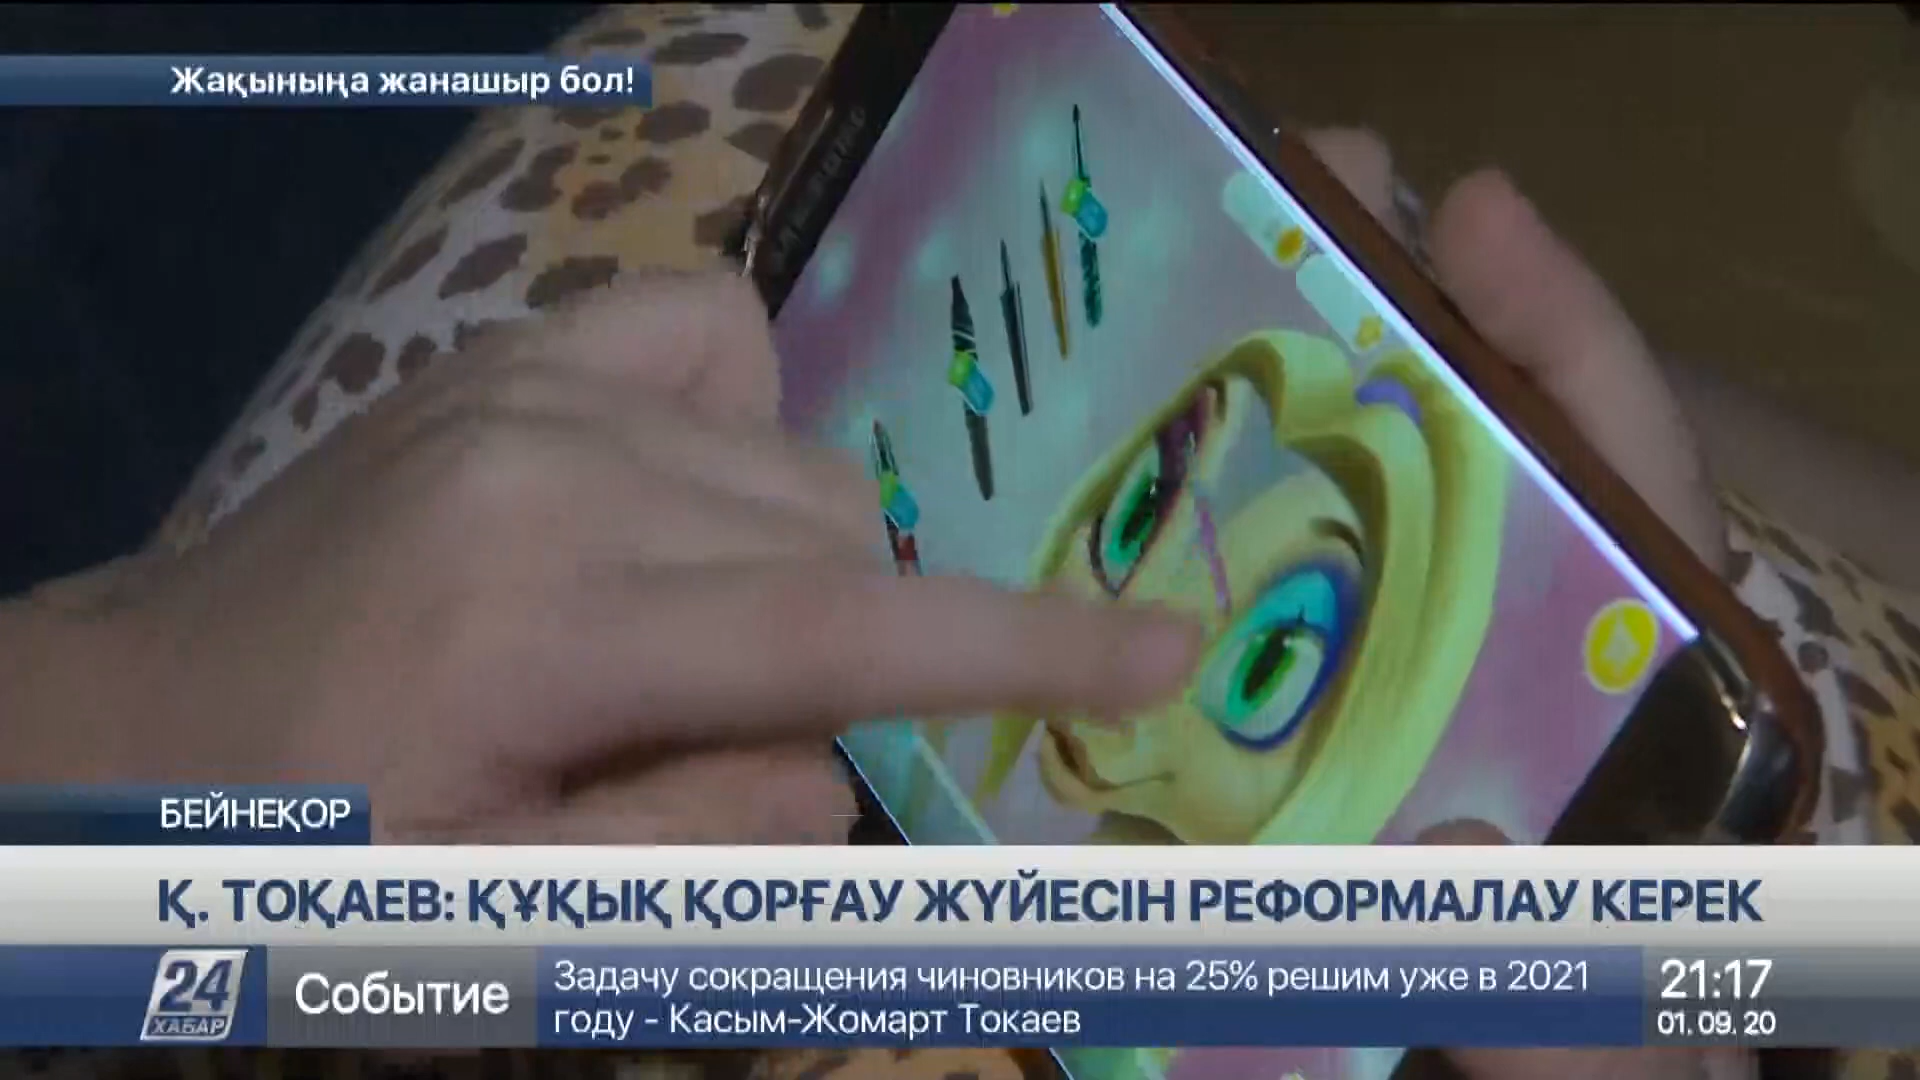 Жақыныңа жанашыр бол!
БЕЙНЕҚОР
Қ. ТОҚАЕВ: ҚҰҚЫҚ ҚОРҒАУ ЖҮЙЕСІН РЕФОРМАЛАУ КЕРЕК
24
ХАБАР
Событие
Задачу сокращения чиновников на 25% решим уже в 2021
году - Касым-Жомарт Токаев
21:17
01. 09. 20